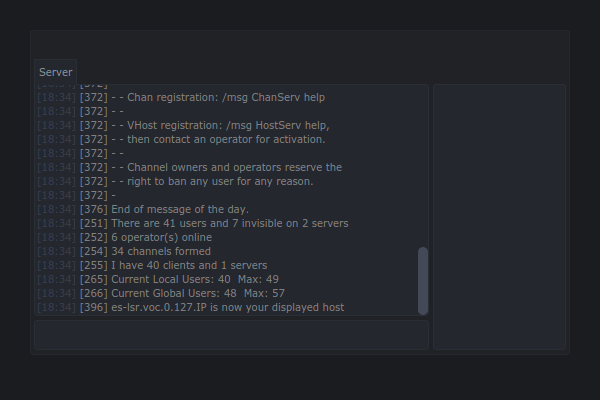 Server
[18:34] [372]
[18:34] [372] - - Chan registration: /msg ChanServ help
[18:34] [372] - -
[18:34] [372] - - VHost registration: /msg HostServ help,
[18:34] [372] - - then contact an operator for activation.
[18:34] [372] - -
[18:34] [372] - - Channel owners and operators reserve the
[18:34] [372] - - right to ban any user for any reason.
[18:34] [372] -
[18:34] [376] End of message of the day.
[18:34] [251] There are 41 users and 7 invisible on 2 servers
[18:34] [252] 6 operator(s) online
[18:34] [254] 34 channels formed
[18:34] [255] I have 40 clients and 1 servers
[18:34] [265] Current Local Users: 40  Max: 49
[18:34] [266] Current Global Users: 48  Max: 57
[18:34] [396] es-lsr.voc.0.127.IP is now your displayed host